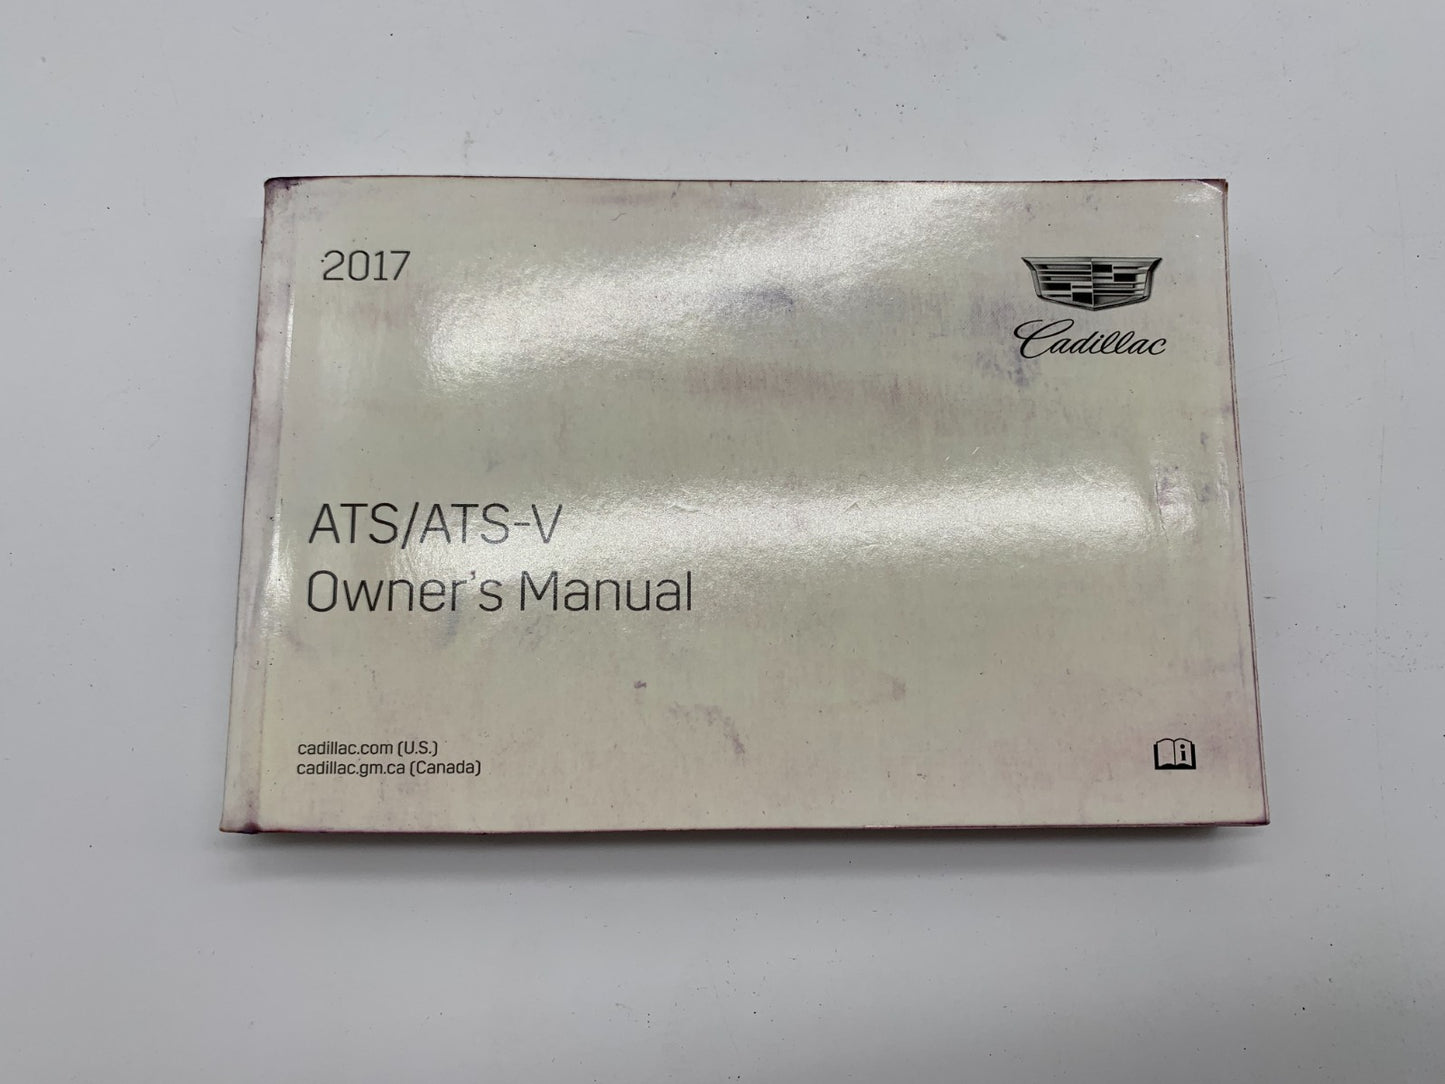 2017
Cadillac
ATS/ATS-V
Owner's Manual
cadillac.com (U.S.)
cadillac.gm.ca (Canada)
i